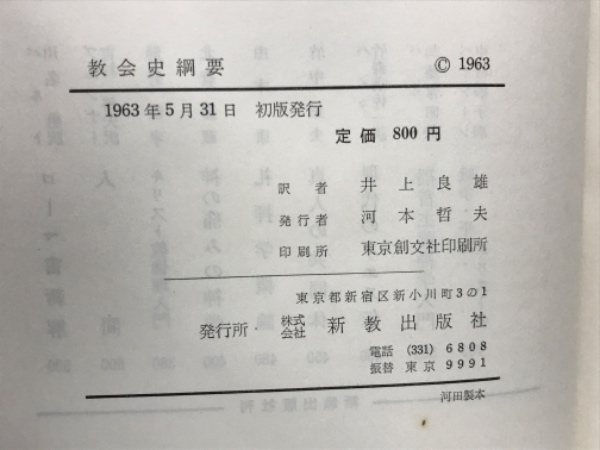 教会史綱要
© 1963
1963年5月31日 初版発行
定価 800円
訳者 井上良雄
発行者 河本哲夫
印刷所 東京創文社印刷所
東京都新宿区新小川町3の1
発行所・株式会社 新教出版社
電話 (331) 6808
振替 東京 9991
河田製本